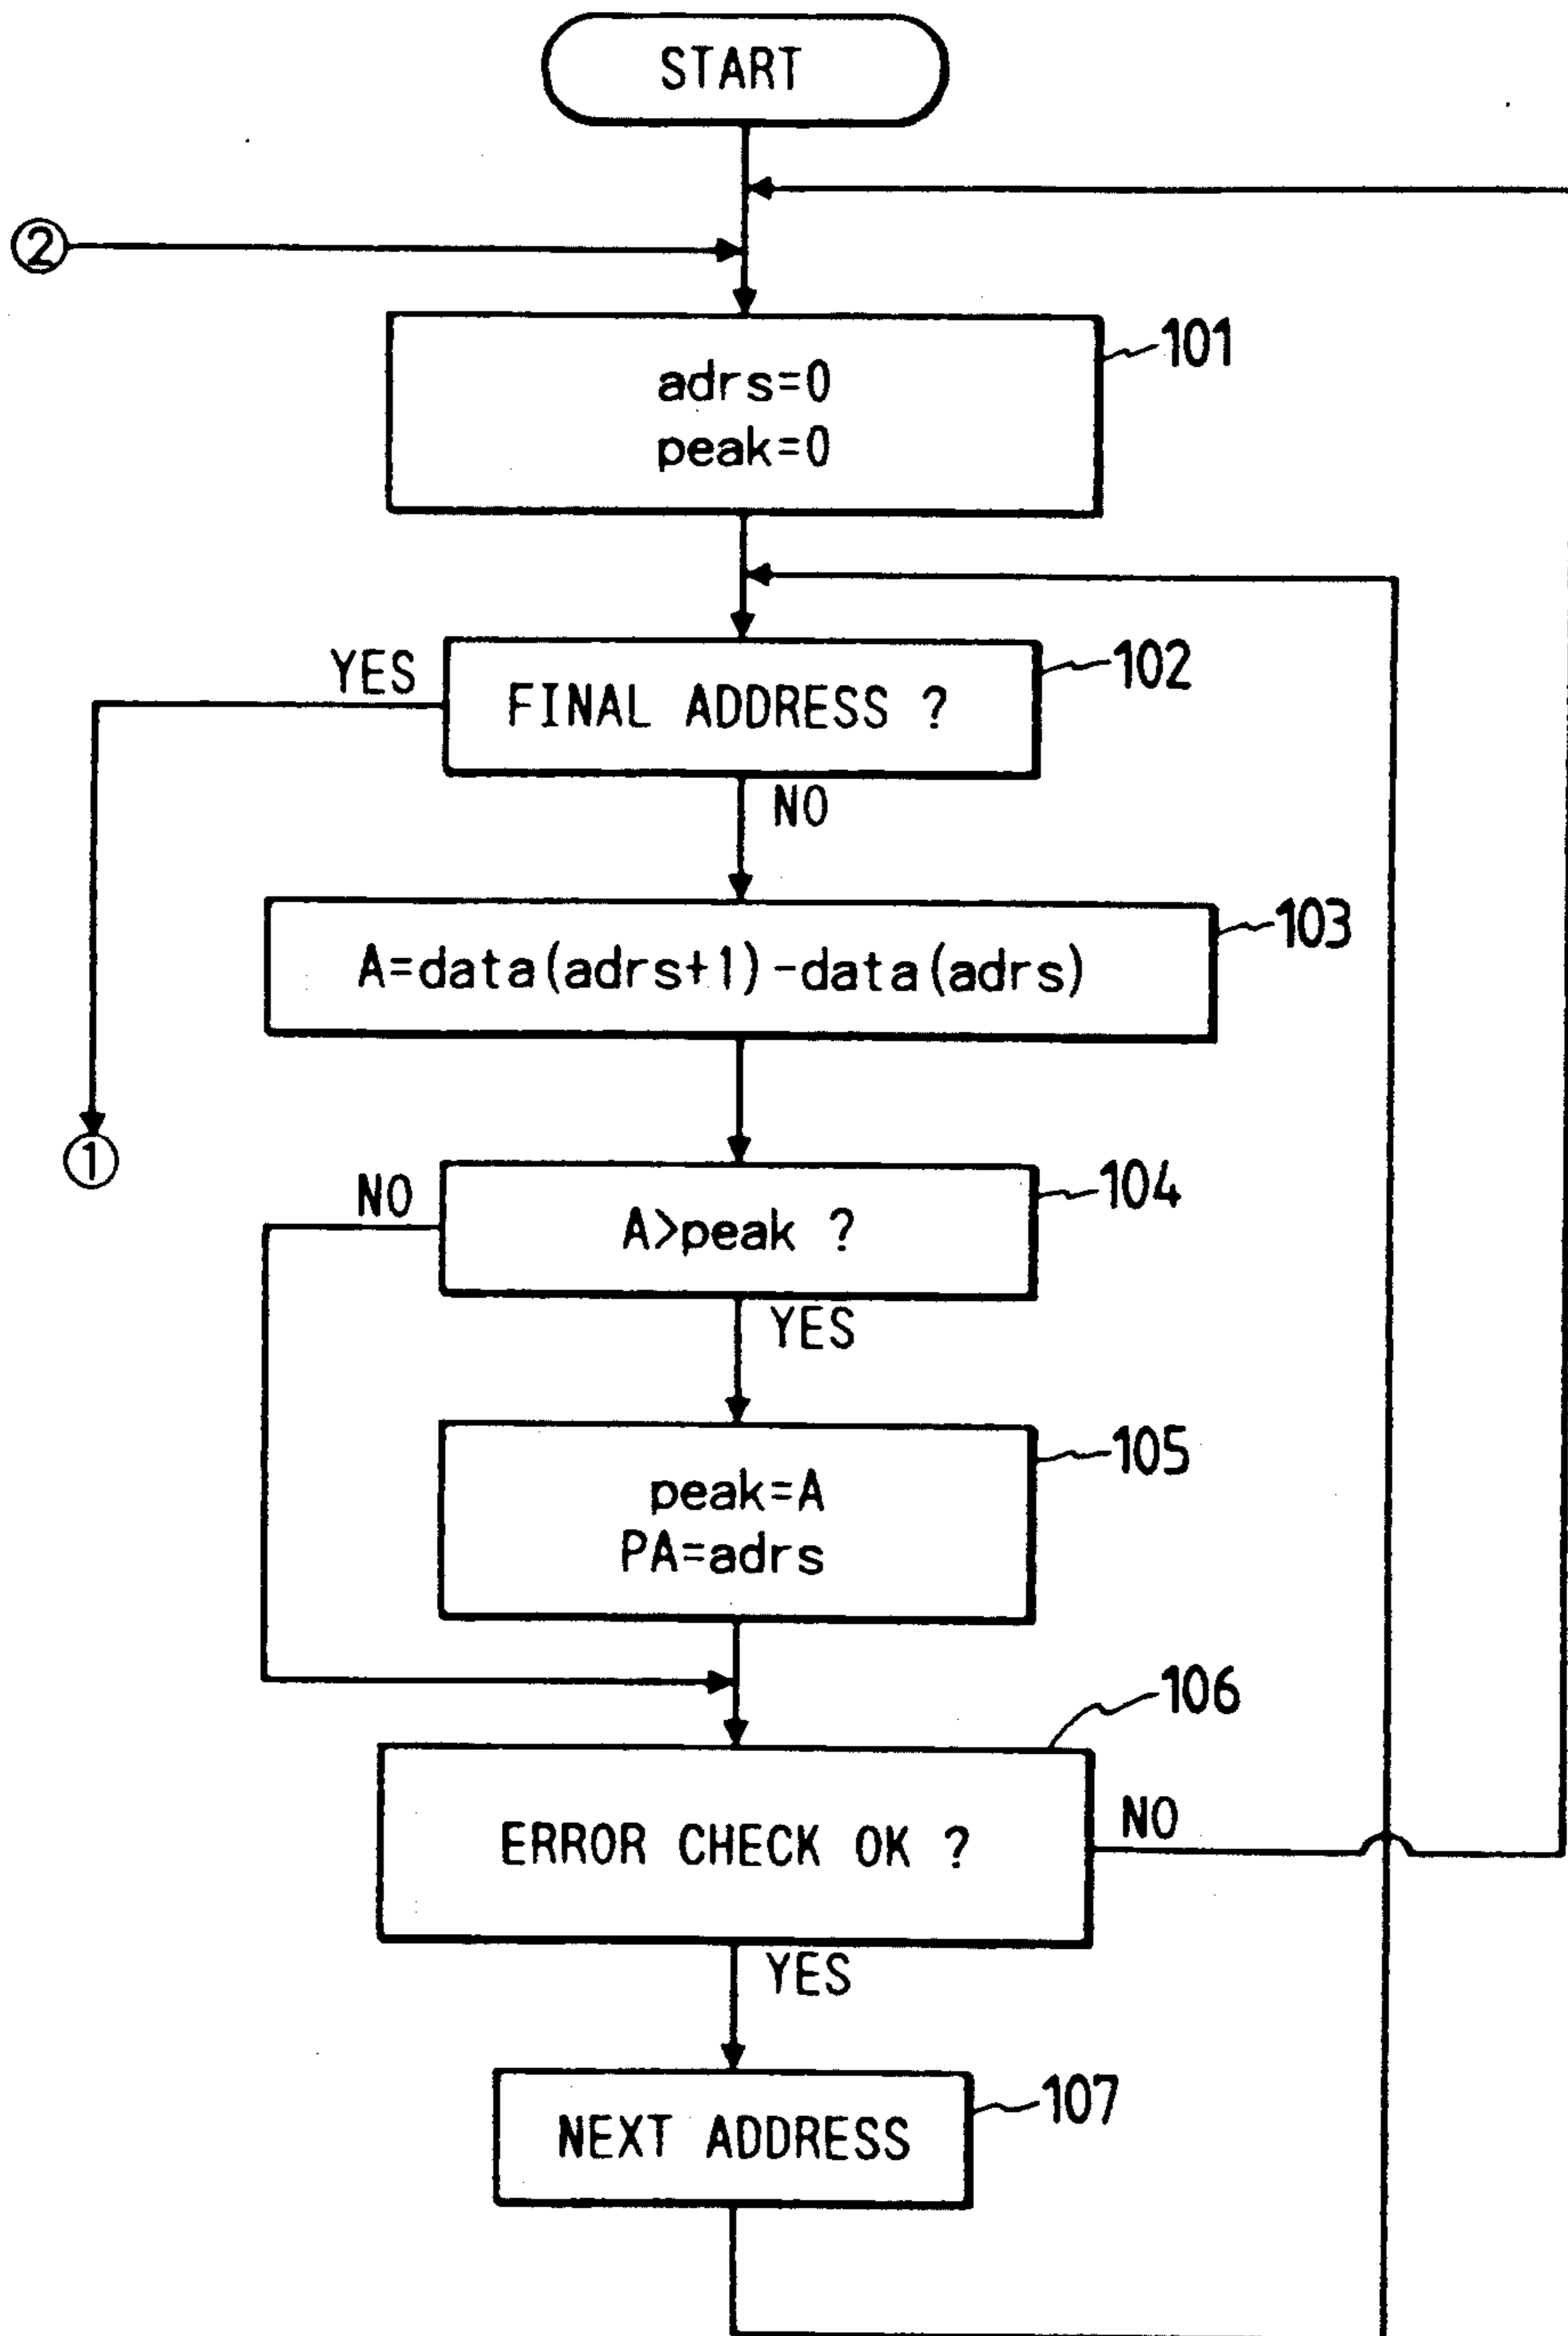 START
②
101
adrs=0
peak=0
YES
102
FINAL ADDRESS ?
NO
103
A=data(adrs+1)-data(adrs)
①
NO
104
A>peak ?
YES
105
peak=A
PA=adrs
106
ERROR CHECK OK ?
NO
YES
107
NEXT ADDRESS